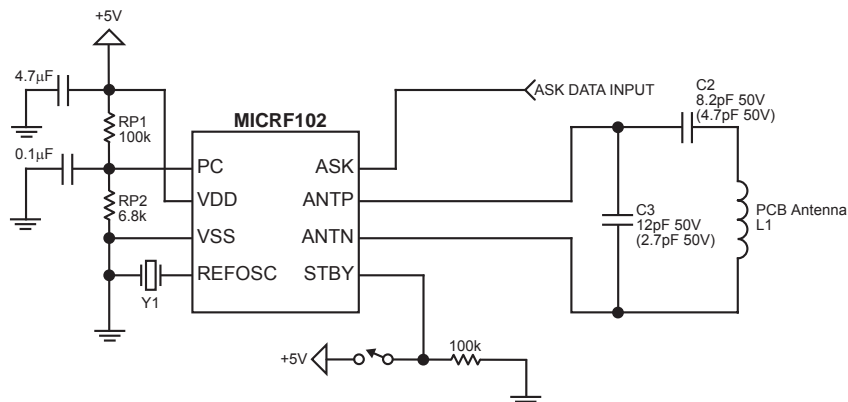 +5V
4.7µF
RP1
100k
0.1µF
RP2
6.8k
Y1
MICRF102
PC
VDD
VSS
REFOSC
ASK
ANTP
ANTN
STBY
ASK DATA INPUT
C2
8.2pF 50V
(4.7pF 50V)
C3
12pF 50V
(2.7pF 50V)
PCB Antenna
L1
+5V
100k